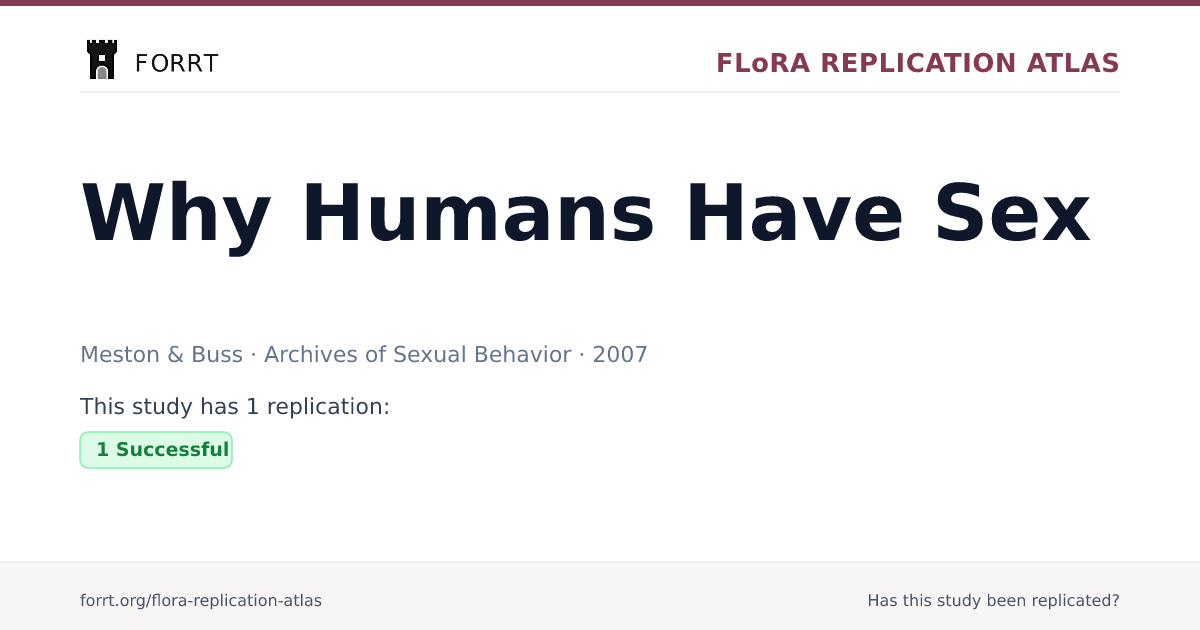 FORRT
FLoRA REPLICATION ATLAS
Why Humans Have Sex
Meston & Buss · Archives of Sexual Behavior · 2007
This study has 1 replication:
1 Successful
forrt.org/flora-replication-atlas
Has this study been replicated?